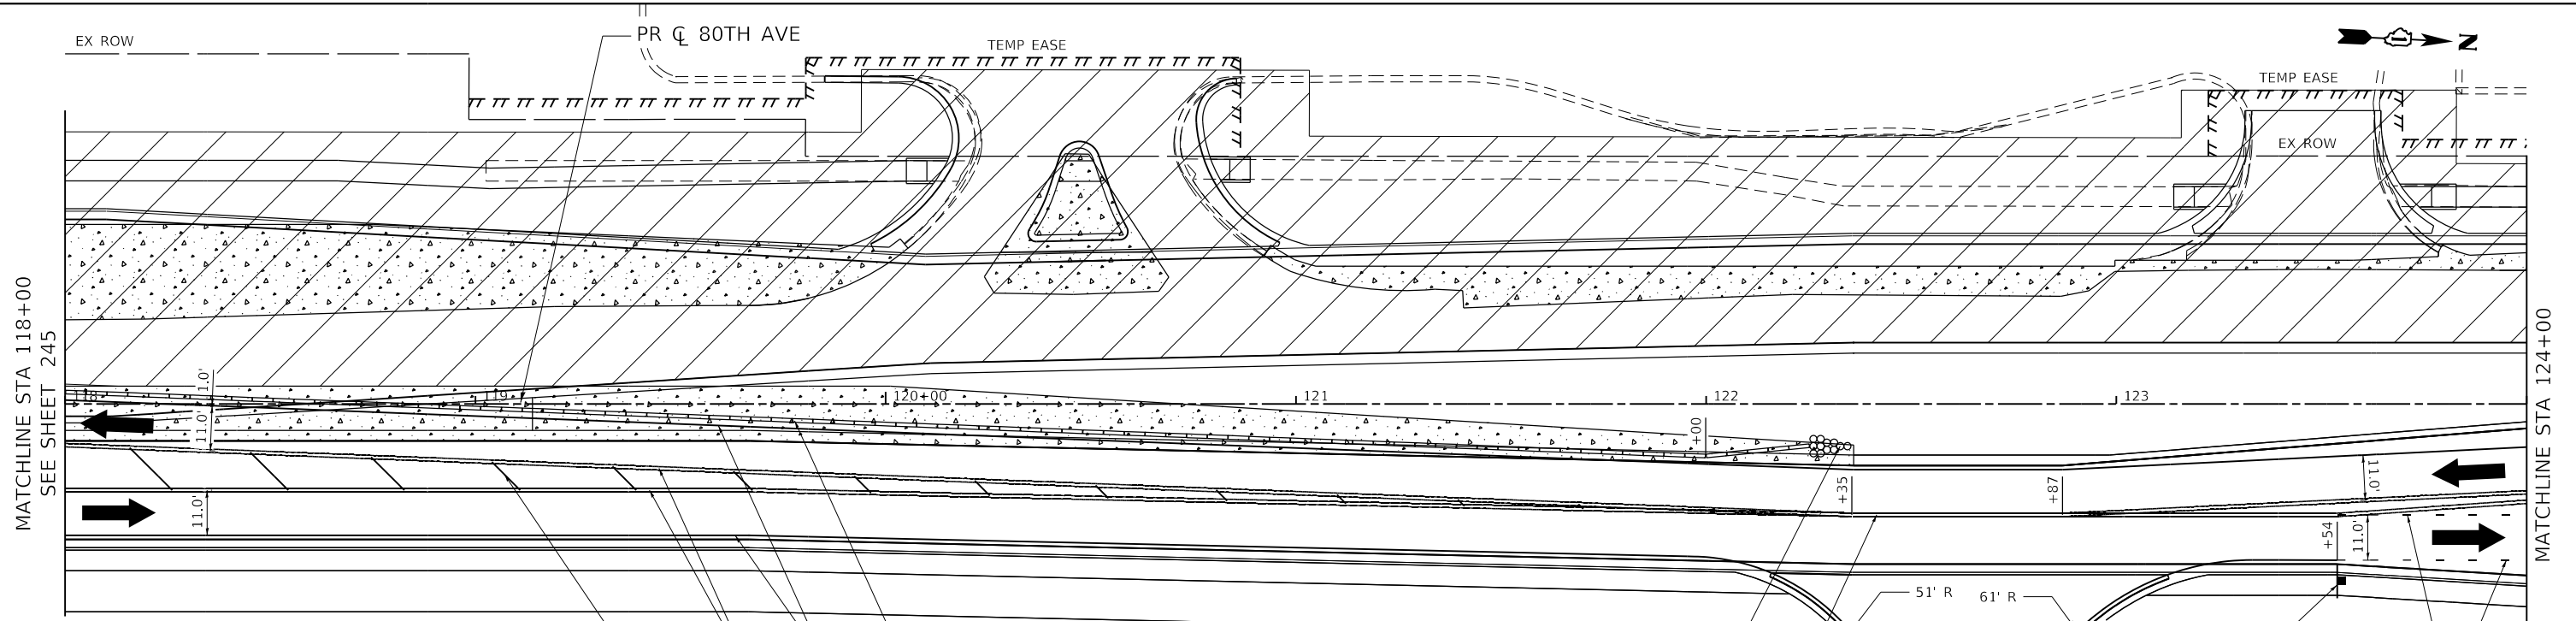 EX ROW
PR ℄ 80TH AVE
TEMP EASE
1
N
TEMP EASE
EX ROW
MATCHLINE STA 118+00
SEE SHEET 245
118
119
120+00
121
122
123
1.0'
11.0'
11.0'
+00
+35
+87
11.0'
+54
11.0'
51' R
61' R
MATCHLINE STA 124+00